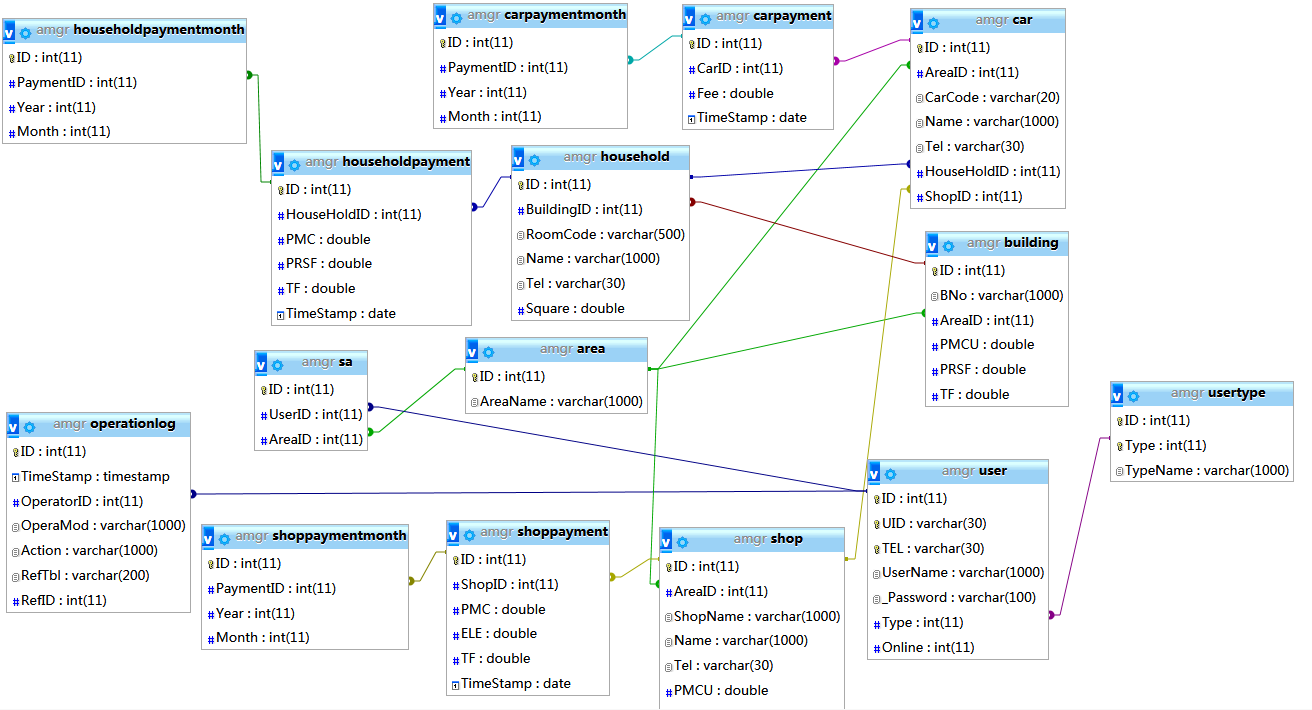 amgr householdpaymentmonth
ID : int(11)
PaymentID : int(11)
Year : int(11)
Month : int(11)
amgr carpaymentmonth
ID : int(11)
PaymentID : int(11)
Year : int(11)
Month : int(11)
amgr carpayment
ID : int(11)
CarID : int(11)
Fee : double
TimeStamp : date
amgr car
ID : int(11)
AreaID : int(11)
CarCode : varchar(20)
Name : varchar(1000)
Tel : varchar(30)
HouseHoldID : int(11)
ShopID : int(11)
amgr householdpayment
ID : int(11)
HouseHoldID : int(11)
PMC : double
PRSF : double
TF : double
TimeStamp : date
amgr household
ID : int(11)
BuildingID : int(11)
RoomCode : varchar(500)
Name : varchar(1000)
Tel : varchar(30)
Square : double
amgr building
ID : int(11)
BNo : varchar(1000)
AreaID : int(11)
PMCU : double
PRSF : double
TF : double
amgr sa
ID : int(11)
UserID : int(11)
AreaID : int(11)
amgr area
ID : int(11)
AreaName : varchar(1000)
amgr usertype
ID : int(11)
Type : int(11)
TypeName : varchar(1000)
amgr operationlog
ID : int(11)
TimeStamp : timestamp
OperatorID : int(11)
OperaMod : varchar(1000)
Action : varchar(1000)
RefTbl : varchar(200)
RefID : int(11)
amgr user
ID : int(11)
UID : varchar(30)
TEL : varchar(30)
UserName : varchar(1000)
_Password : varchar(100)
Type : int(11)
Online : int(11)
amgr shoppaymentmonth
ID : int(11)
PaymentID : int(11)
Year : int(11)
Month : int(11)
amgr shoppayment
ID : int(11)
ShopID : int(11)
PMC : double
ELE : double
TF : double
TimeStamp : date
amgr shop
ID : int(11)
AreaID : int(11)
ShopName : varchar(1000)
Name : varchar(1000)
Tel : varchar(30)
PMCU : double